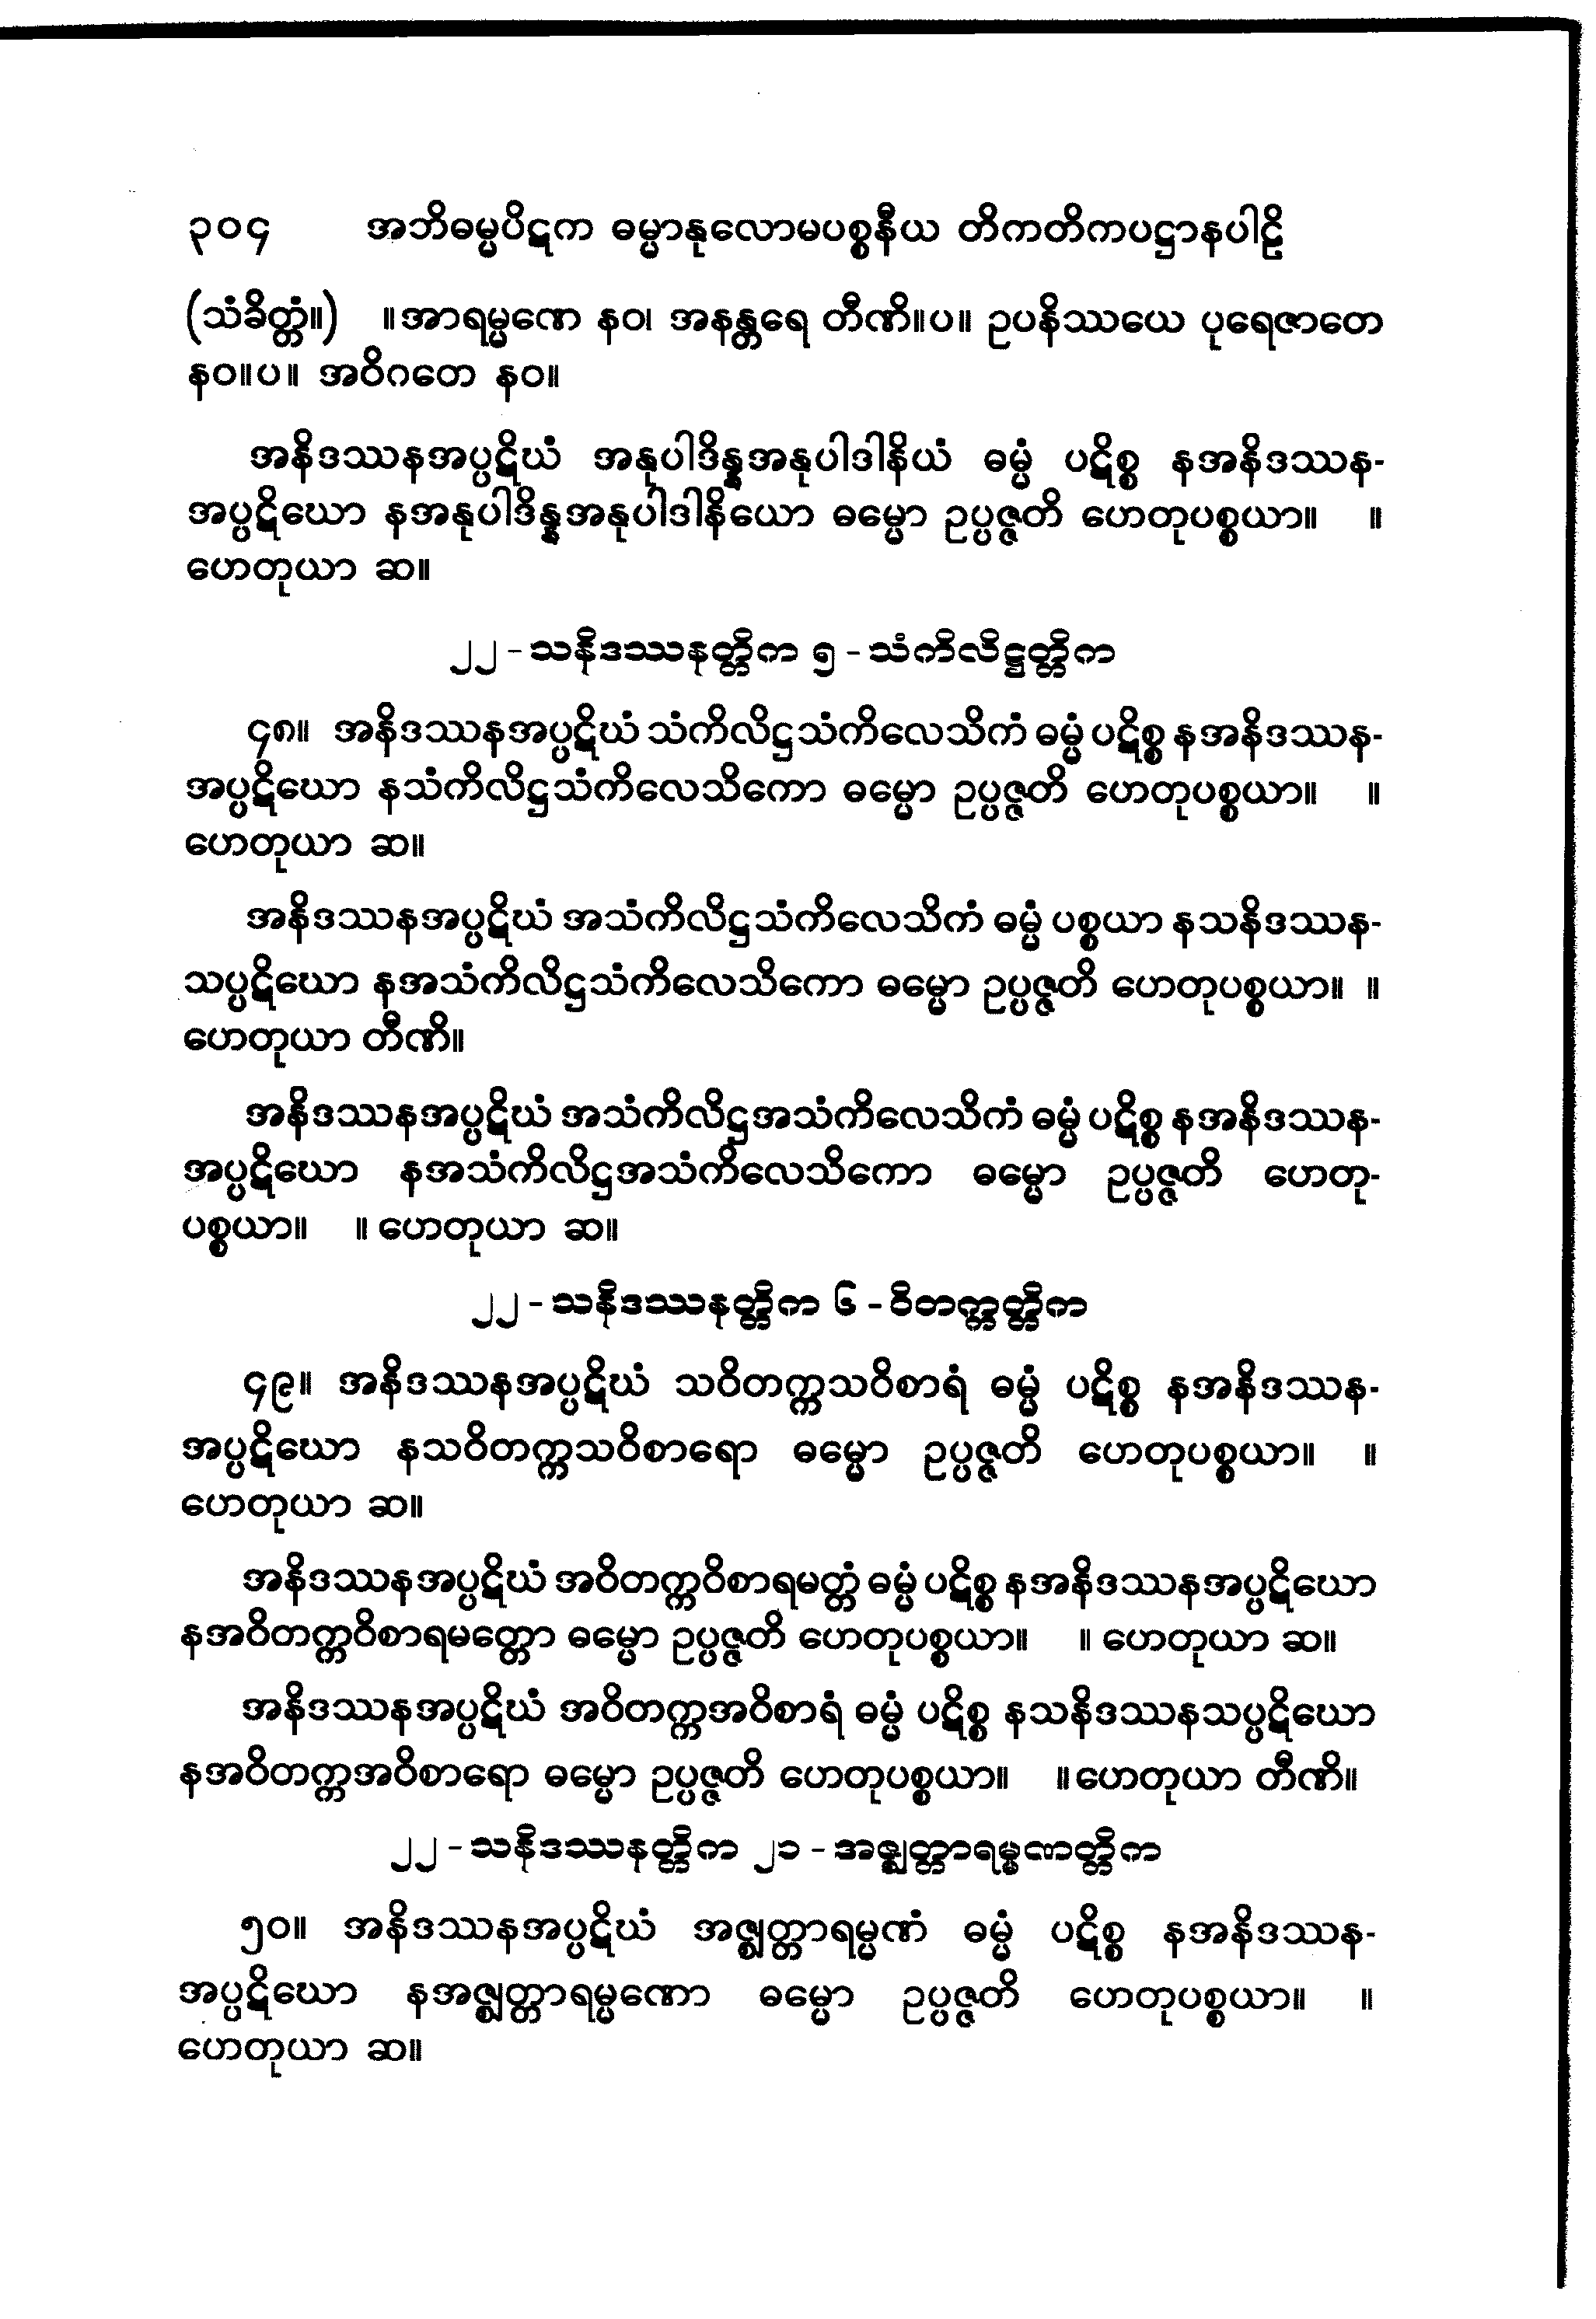 ၃၀၄ အဘိဓမ္မပိဋက ဓမ္မာနုလောမပစ္စနီယ တိကတိကပဋ္ဌာနပါဠိ
(သံခိတ္တံ။) ။အာရမ္မဏေ နဝ၊ အနန္တရေ တီဏိ။ပ။ ဥပနိဿယေ ပုရေဇာတေ
နဝ။ပ။ အဝိဂတေ နဝ။
အနိဒဿနအပ္ပဋိဃံ အနုပါဒိန္နအနုပါဒါနိယံ ဓမ္မံ ပဋိစ္စ နအနိဒဿန-
အပ္ပဋိဃော နအနုပါဒိန္နအနုပါဒါနိယော ဓမ္မော ဥပ္ပဇ္ဇတိ ဟေတုပစ္စယာ။ ။
ဟေတုယာ ဆ။
၂၂-သနိဒဿနတ္တိက ၅-သံကိလိဋ္ဌတ္တိက
၄၈။ အနိဒဿနအပ္ပဋိဃံ သံကိလိဋ္ဌသံကိလေသိကံ ဓမ္မံ ပဋိစ္စ နအနိဒဿန-
အပ္ပဋိဃော နသံကိလိဋ္ဌသံကိလေသိကော ဓမ္မော ဥပ္ပဇ္ဇတိ ဟေတုပစ္စယာ။ ။
ဟေတုယာ ဆ။
အနိဒဿနအပ္ပဋိဃံ အသံကိလိဋ္ဌသံကိလေသိကံ ဓမ္မံ ပစ္စယာ နသနိဒဿန-
သပ္ပဋိဃော နအသံကိလိဋ္ဌသံကိလေသိကော ဓမ္မော ဥပ္ပဇ္ဇတိ ဟေတုပစ္စယာ။ ။
ဟေတုယာ တီဏိ။
အနိဒဿနအပ္ပဋိဃံ အသံကိလိဋ္ဌအသံကိလေသိကံ ဓမ္မံ ပဋိစ္စ နအနိဒဿန-
အပ္ပဋိဃော နအသံကိလိဋ္ဌအသံကိလေသိကော ဓမ္မော ဥပ္ပဇ္ဇတိ ဟေတု-
ပစ္စယာ။ ။ ဟေတုယာ ဆ။
၂၂-သနိဒဿနတ္တိက ၆-ဝိတက္ကတ္တိက
၄၉။ အနိဒဿနအပ္ပဋိဃံ သဝိတက္ကသဝိစာရံ ဓမ္မံ ပဋိစ္စ နအနိဒဿန-
အပ္ပဋိဃော နသဝိတက္ကသဝိစာရော ဓမ္မော ဥပ္ပဇ္ဇတိ ဟေတုပစ္စယာ။ ။
ဟေတုယာ ဆ။
အနိဒဿနအပ္ပဋိဃံ အဝိတက္ကဝိစာရမတ္တံ ဓမ္မံ ပဋိစ္စ နအနိဒဿနအပ္ပဋိဃော
နအဝိတက္ကဝိစာရမတ္တော ဓမ္မော ဥပ္ပဇ္ဇတိ ဟေတုပစ္စယာ။ ။ ဟေတုယာ ဆ။
အနိဒဿနအပ္ပဋိဃံ အဝိတက္ကအဝိစာရံ ဓမ္မံ ပဋိစ္စ နသနိဒဿနသပ္ပဋိဃော
နအဝိတက္ကအဝိစာရော ဓမ္မော ဥပ္ပဇ္ဇတိ ဟေတုပစ္စယာ။ ။ဟေတုယာ တီဏိ။
၂၂-သနိဒဿနတ္တိက ၂၁-အဇ္ဈတ္တာရမ္မဏတ္တိက
၅၀။ အနိဒဿနအပ္ပဋိဃံ အဇ္ဈတ္တာရမ္မဏံ ဓမ္မံ ပဋိစ္စ နအနိဒဿန-
အပ္ပဋိဃော နအဇ္ဈတ္တာရမ္မဏော ဓမ္မော ဥပ္ပဇ္ဇတိ ဟေတုပစ္စယာ။ ။
ဟေတုယာ ဆ။